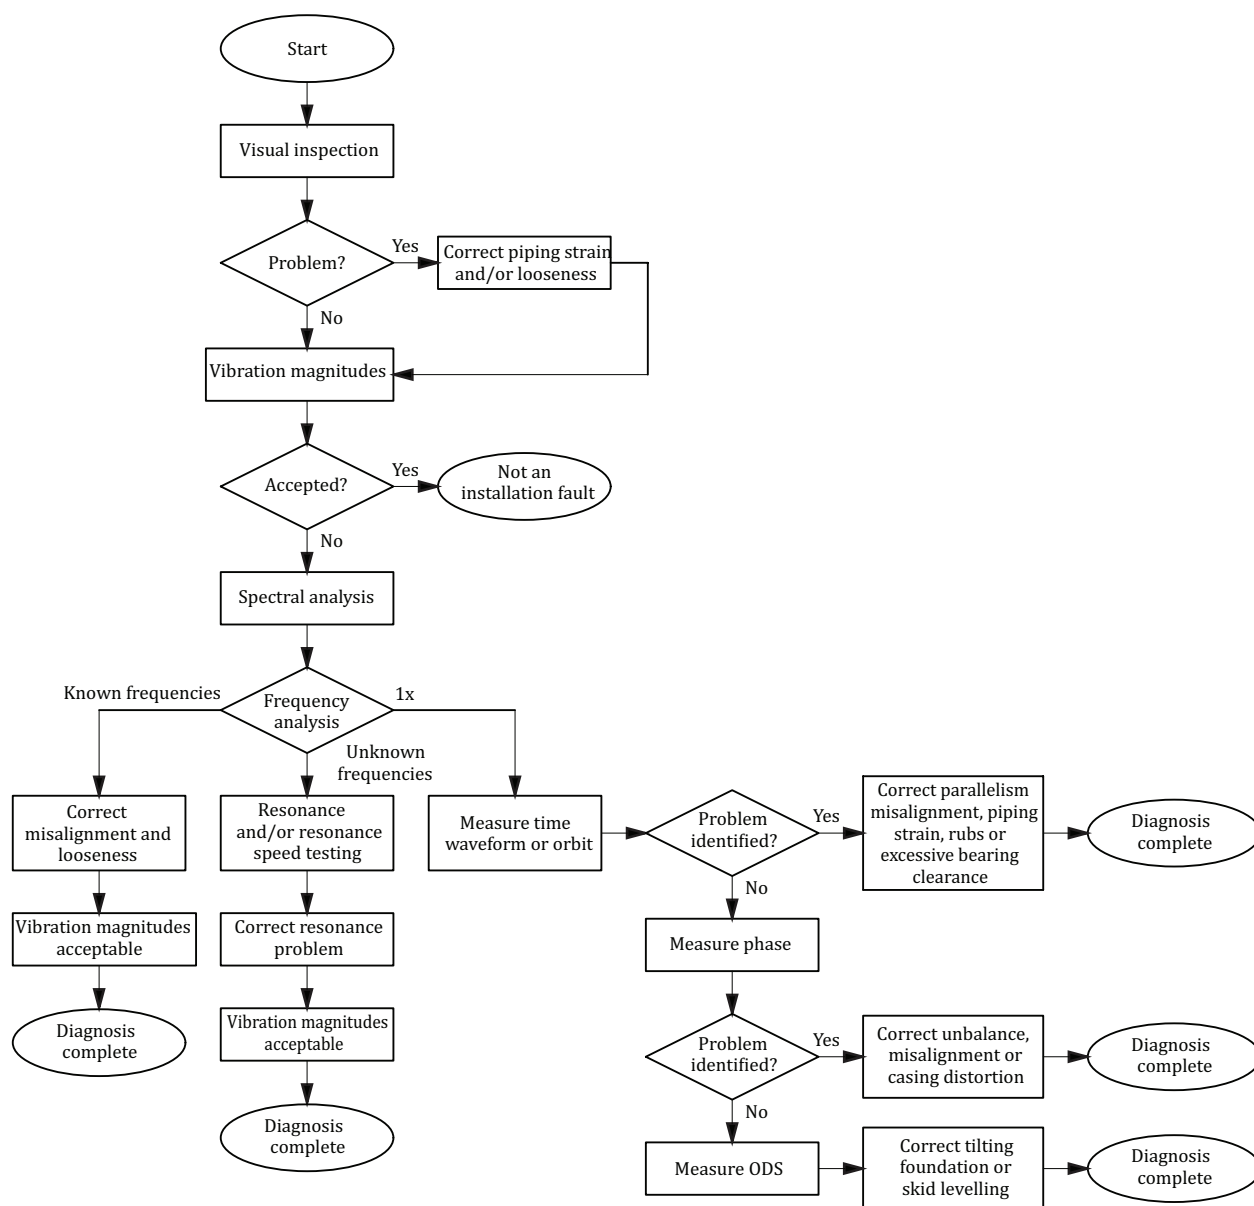 Start
Visual inspection
Problem?
Yes
Correct piping strain
and/or looseness
No
Vibration magnitudes
Accepted?
Yes
Not an
installation fault
No
Spectral analysis
Frequency
analysis
Known frequencies
1x
Unknown
frequencies
Correct
misalignment and
looseness
Vibration magnitudes
acceptable
Diagnosis
complete
Resonance
and/or resonance
speed testing
Correct resonance
problem
Vibration magnitudes
acceptable
Diagnosis
complete
Measure time
waveform or orbit
Problem
identified?
Yes
Correct parallelism
misalignment, piping
strain, rubs or
excessive bearing
clearance
Diagnosis
complete
No
Measure phase
Problem
identified?
Yes
Correct unbalance,
misalignment or
casing distortion
Diagnosis
complete
No
Measure ODS
Correct tilting
foundation or
skid levelling
Diagnosis
complete